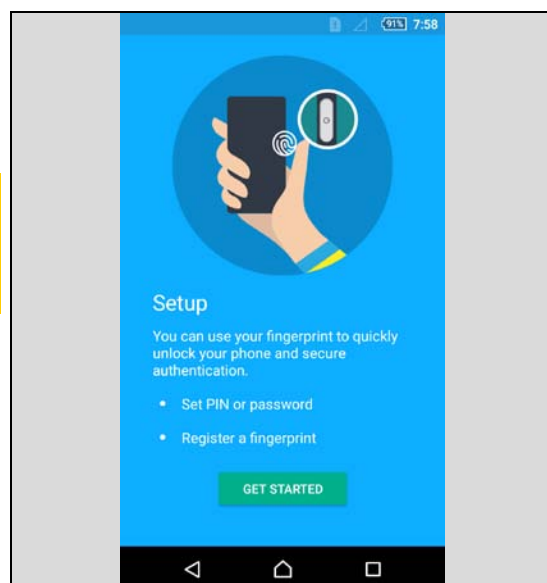 91% 7:58
Setup
You can use your fingerprint to quickly
unlock your phone and secure
authentication.
• Set PIN or password
• Register a fingerprint
GET STARTED